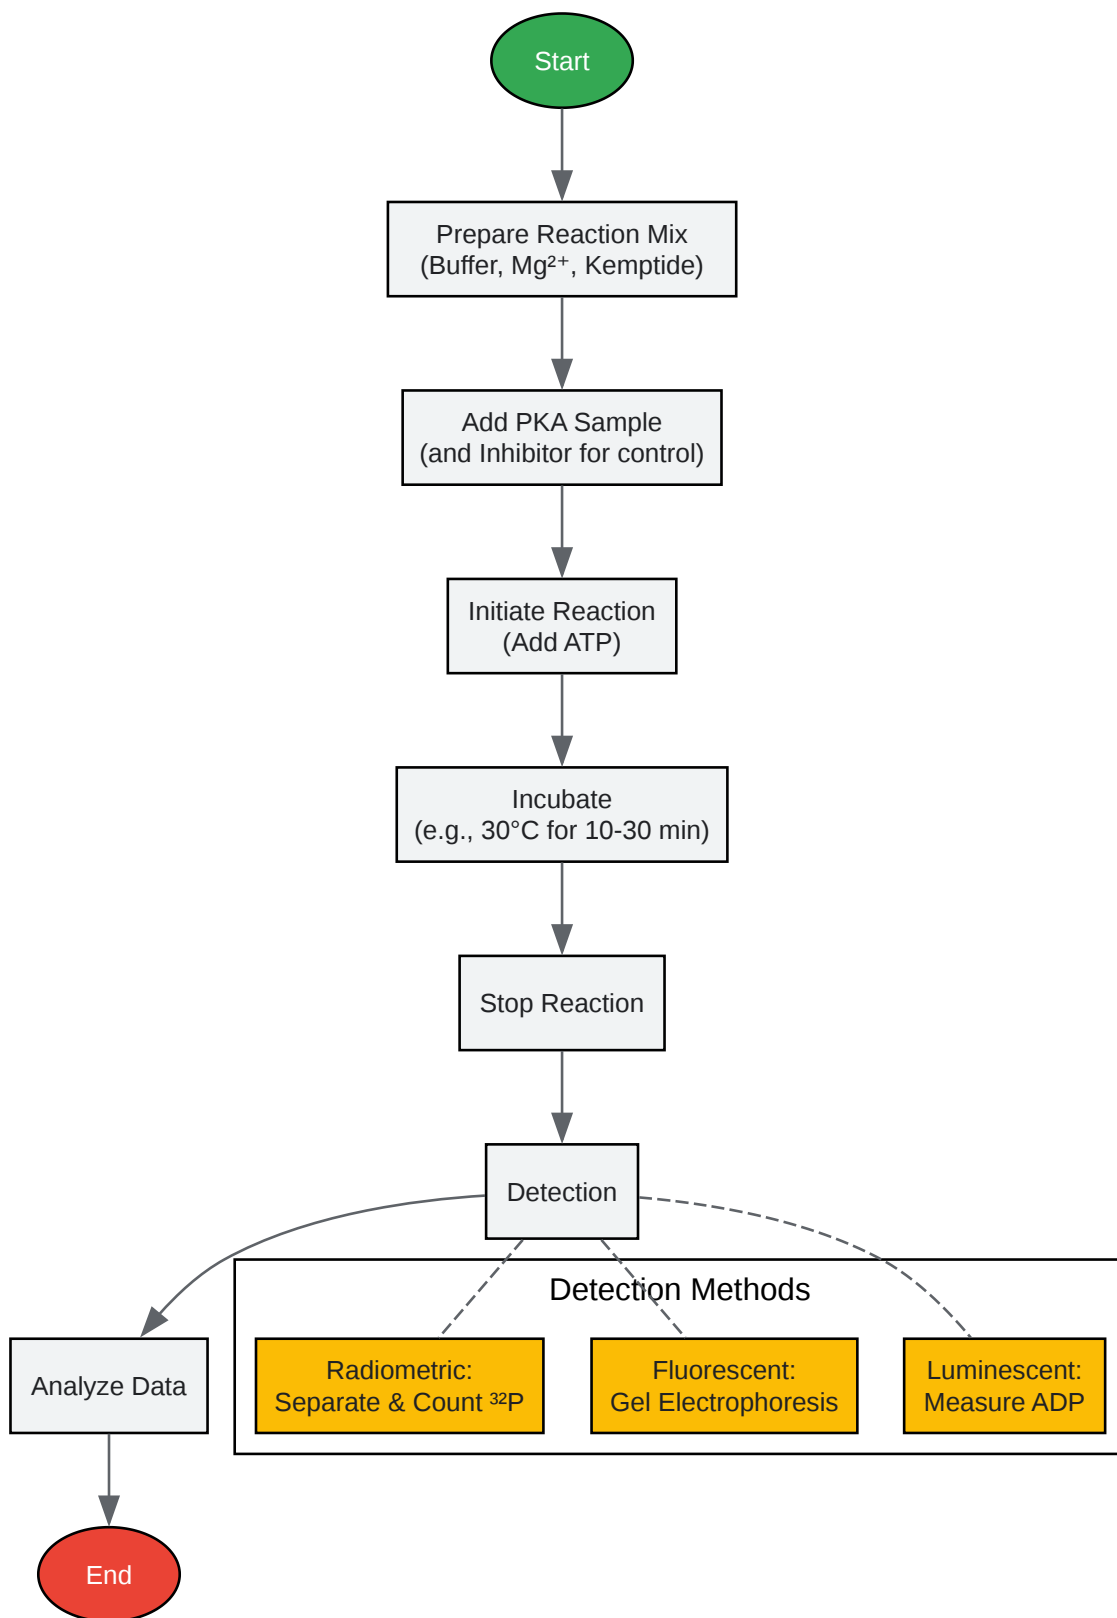 Start
Prepare Reaction Mix
(Buffer, Mg²⁺, Kemptide)
Add PKA Sample
(and Inhibitor for control)
Initiate Reaction
(Add ATP)
Incubate
(e.g., 30°C for 10-30 min)
Stop Reaction
Detection
Detection Methods
Analyze Data
Radiometric:
Separate & Count ³²P
Fluorescent:
Gel Electrophoresis
Luminescent:
Measure ADP
End